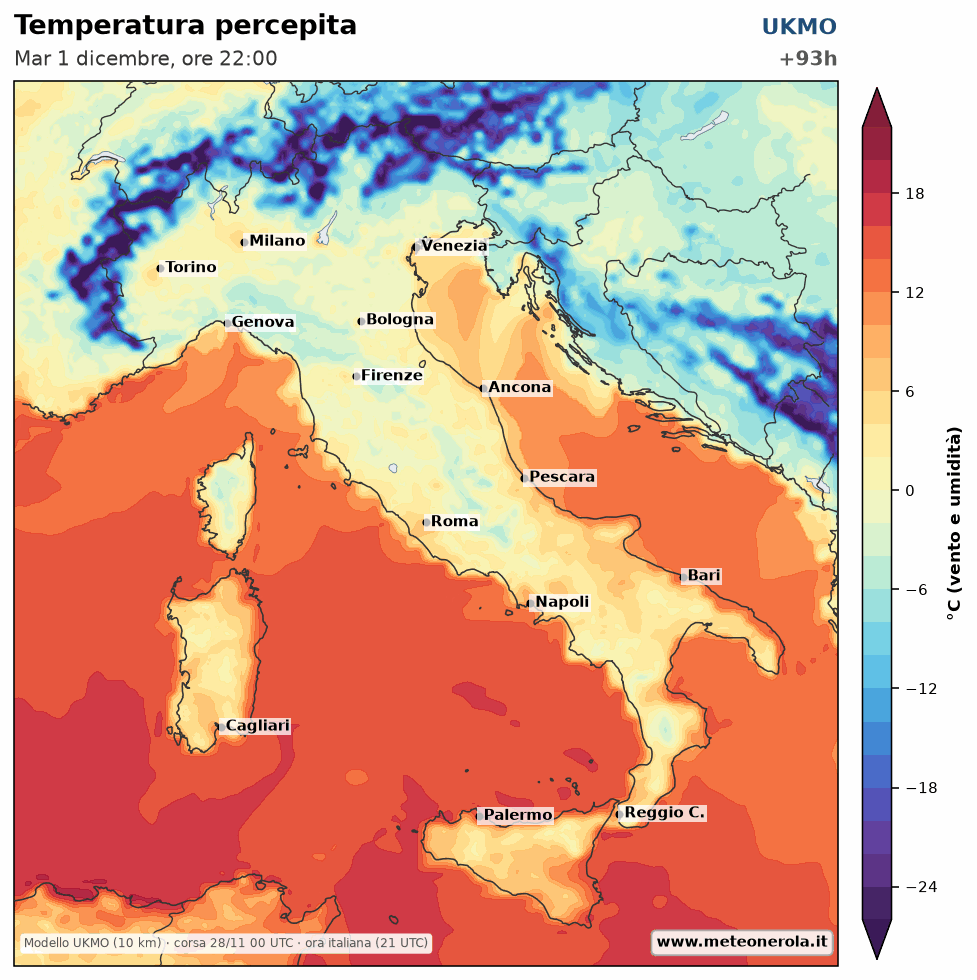 Temperatura percepita
UKMO
Mar 1 dicembre, ore 22:00
+93h
Milano
Venezia
Torino
Genova
Bologna
Firenze
Ancona
Pescara
Roma
Bari
Napoli
Cagliari
Palermo
Reggio C.
18
12
6
0
−6
−12
−18
−24
°C (vento e umidità)
Modello UKMO (10 km) · corsa 28/11 00 UTC · ora italiana (21 UTC)
www.meteonerola.it